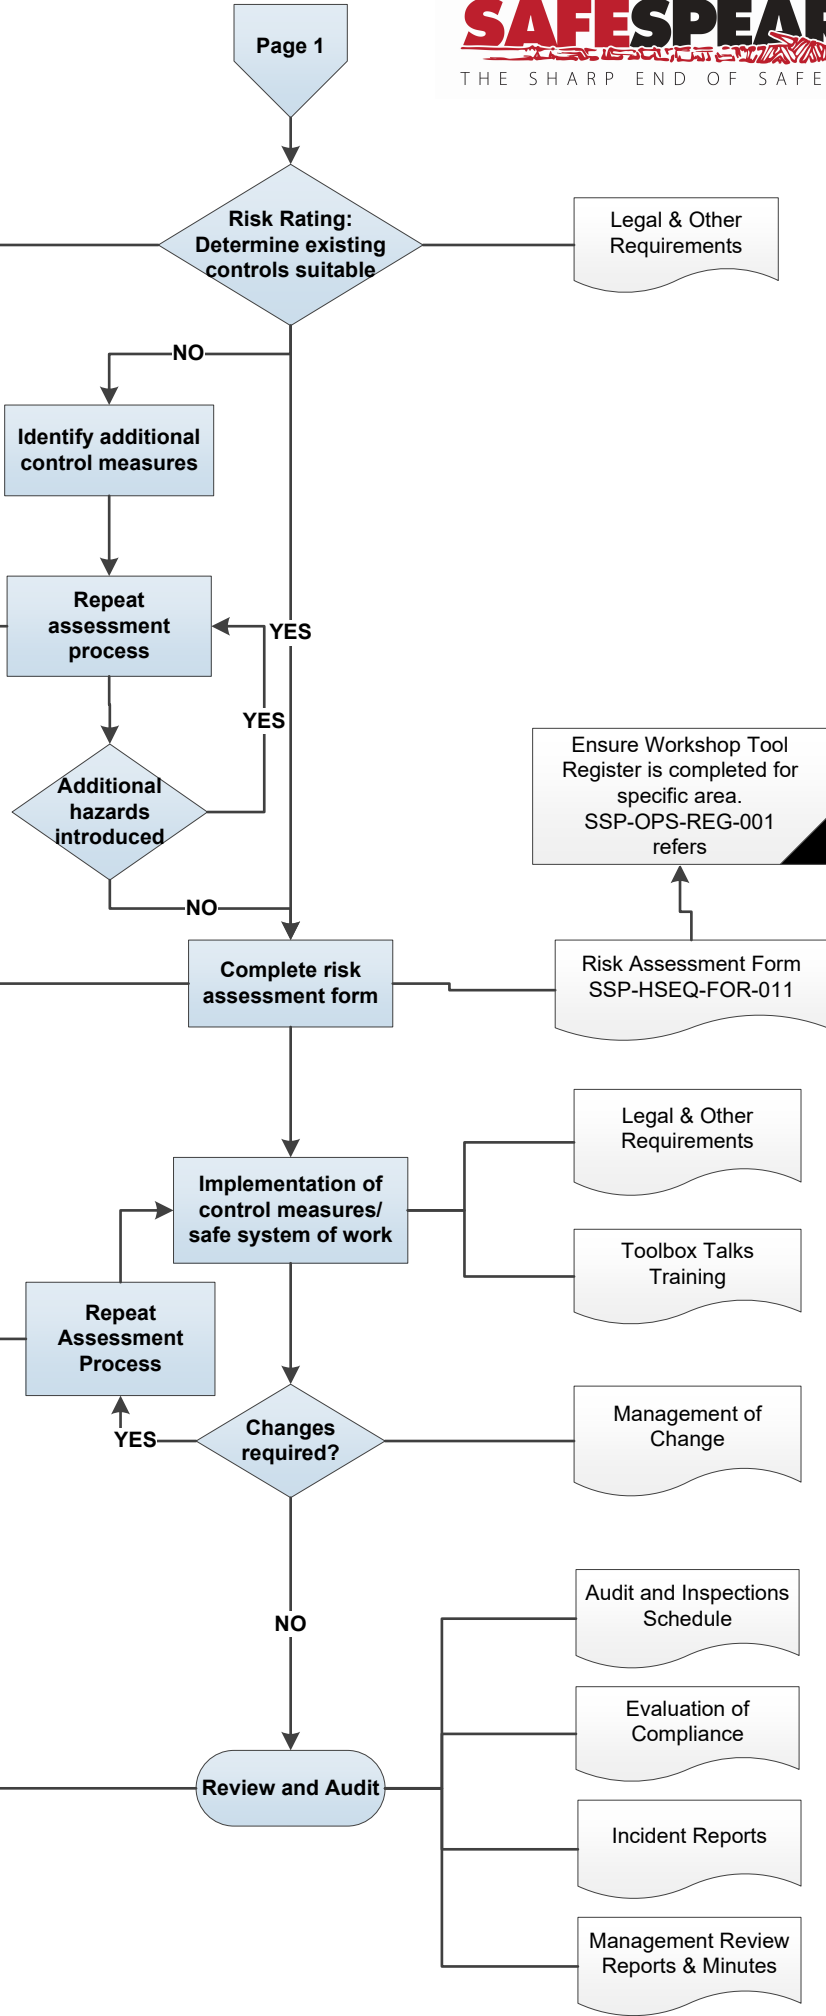 SAFESPEAR
THE SHARP END OF SAFE
Page 1
Risk Rating:
Determine existing
controls suitable
Legal & Other
Requirements
NO
Identify additional
control measures
Repeat
assessment
process
YES
YES
Additional
hazards
introduced
NO
Ensure Workshop Tool
Register is completed for
specific area.
SSP-OPS-REG-001
refers
Complete risk
assessment form
Risk Assessment Form
SSP-HSEQ-FOR-011
Legal & Other
Requirements
Implementation of
control measures/
safe system of work
Toolbox Talks
Training
Repeat
Assessment
Process
YES
Changes
required?
Management of
Change
NO
Audit and Inspections
Schedule
Evaluation of
Compliance
Review and Audit
Incident Reports
Management Review
Reports & Minutes